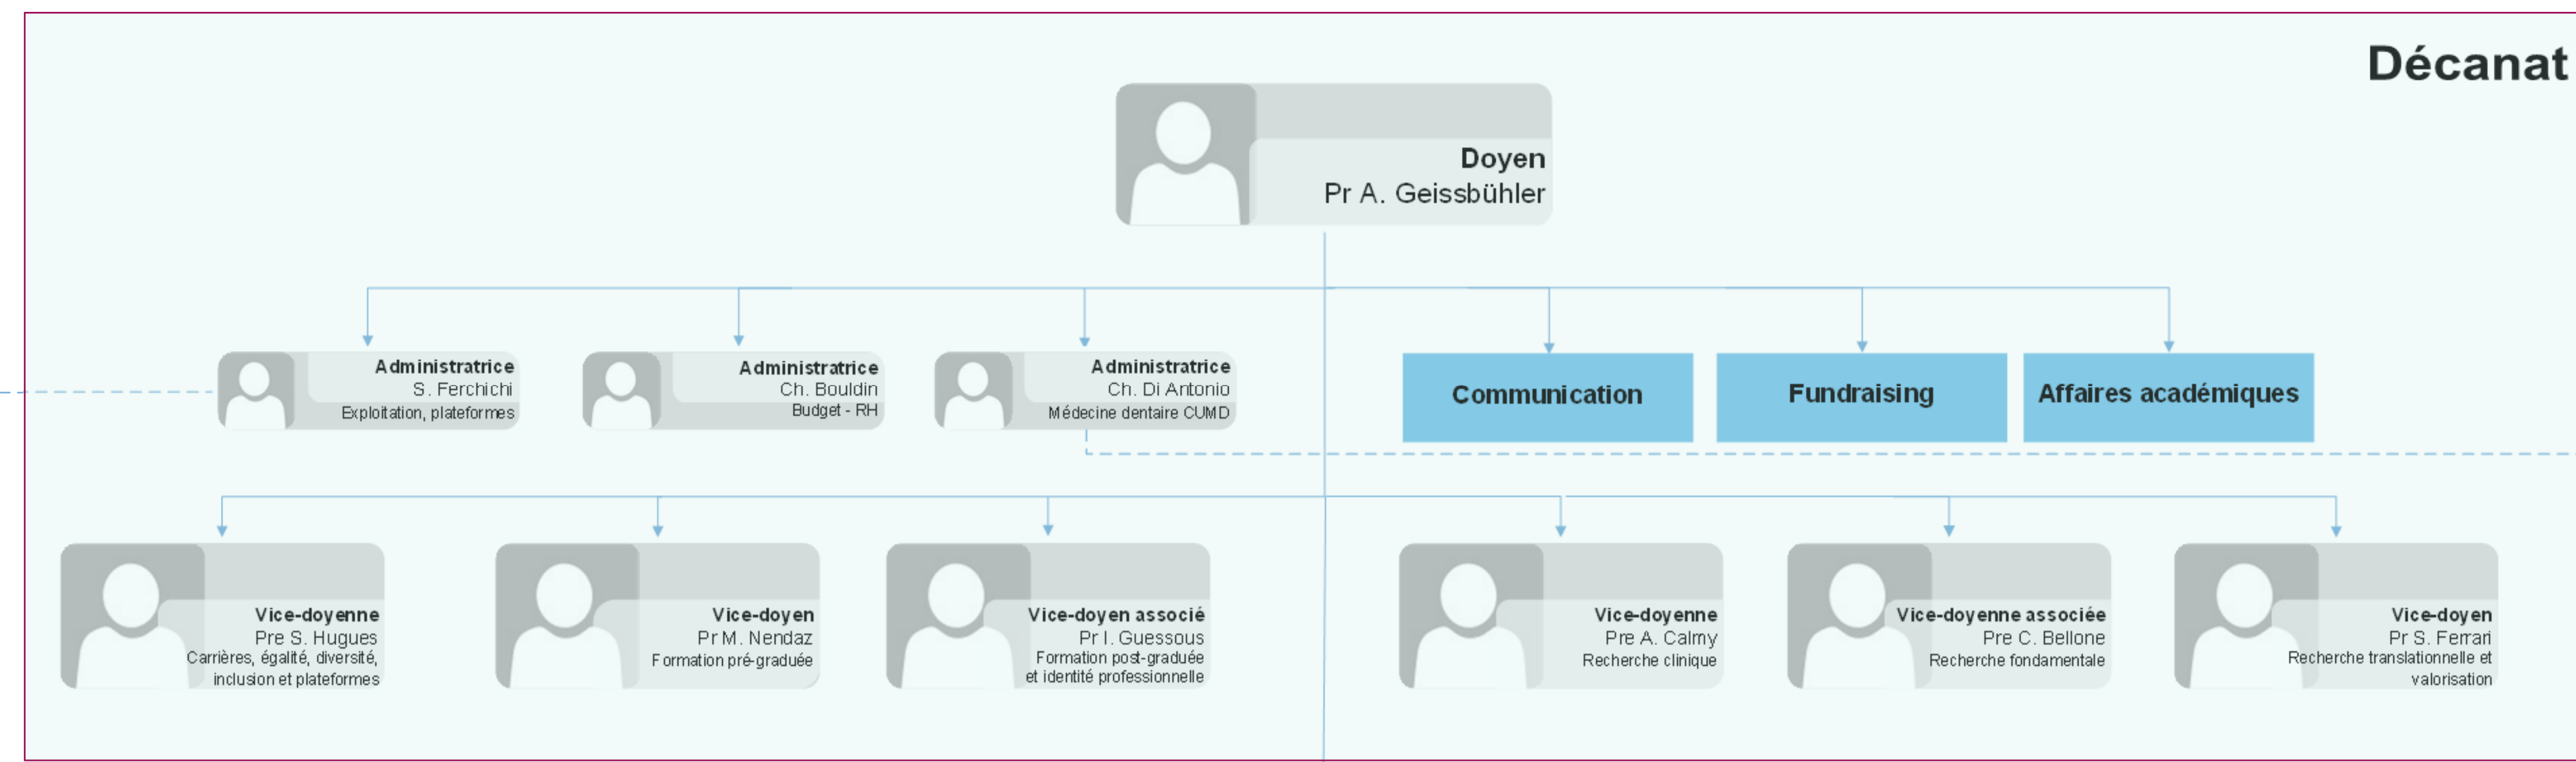 Décanat
Doyen
Pr A. Geissbühler
Administratrice
S. Ferchichi
Exploitation, plateformes
Administratrice
Ch. Bouldin
Budget - RH
Administratrice
Ch. Di Antonio
Médecine dentaire CUMD
Communication
Fundraising
Affaires académiques
Vice-doyenne
Pre S. Hugues
Carrières, égalité, diversité,
inclusion et plateformes
Vice-doyen
Pr M. Nendaz
Formation pré-graduée
Vice-doyen associé
Pr I. Guessous
Formation post-graduée
et identité professionnelle
Vice-doyenne
Pre A. Calmy
Recherche clinique
Vice-doyenne associée
Pre C. Bellone
Recherche fondamentale
Vice-doyen
Pr S. Ferrari
Recherche translationnelle et
valorisation